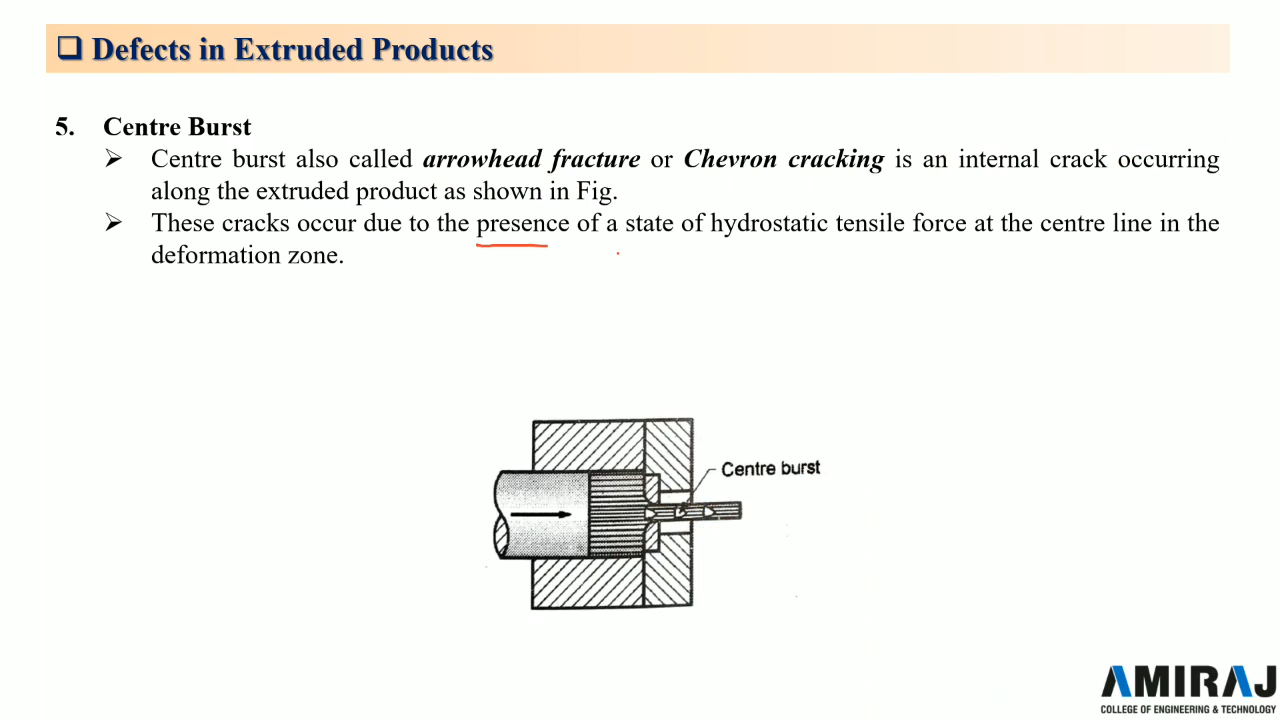 ❑ Defects in Extruded Products
5. Centre Burst
➢ Centre burst also called arrowhead fracture or Chevron cracking is an internal crack occurring
along the extruded product as shown in Fig.
➢ These cracks occur due to the presence of a state of hydrostatic tensile force at the centre line in the
deformation zone.
Centre burst
AMIRAJ
COLLEGE OF ENGINEERING & TECHNOLOGY